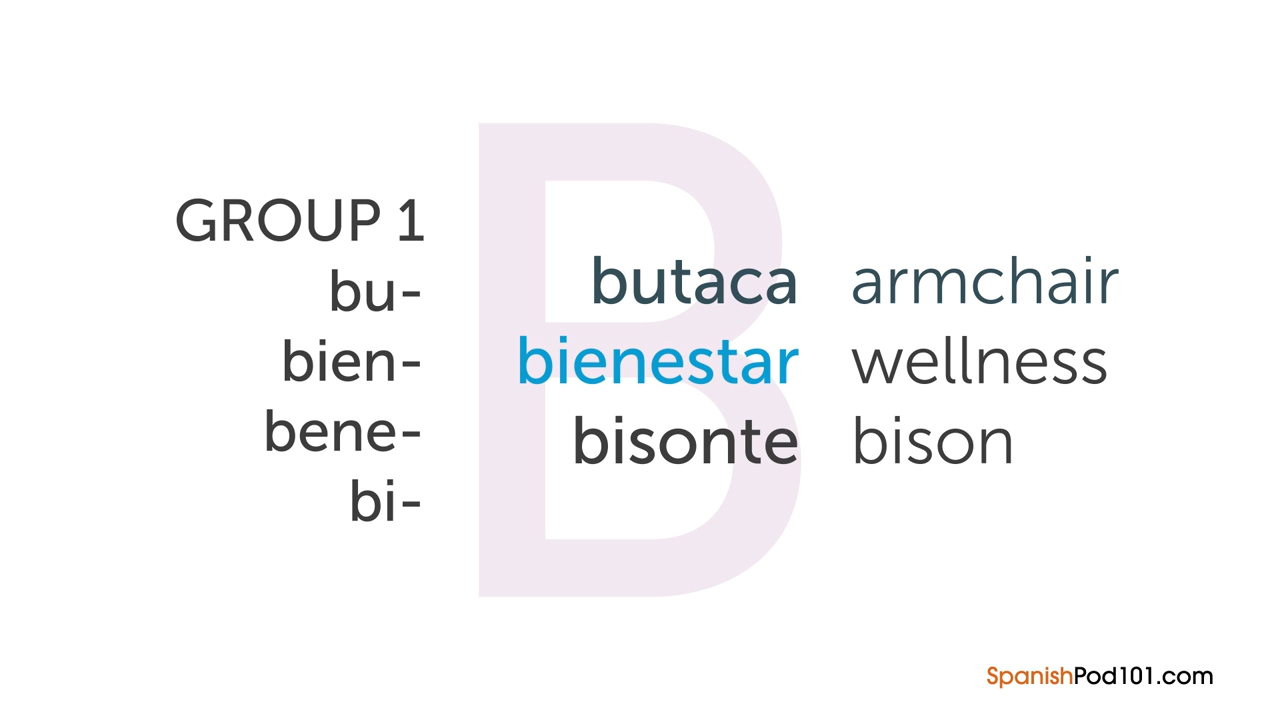 B
GROUP 1
bu-
bien-
bene-
bi-
butaca armchair
bienestar wellness
bisonte bison
SpanishPod101.com